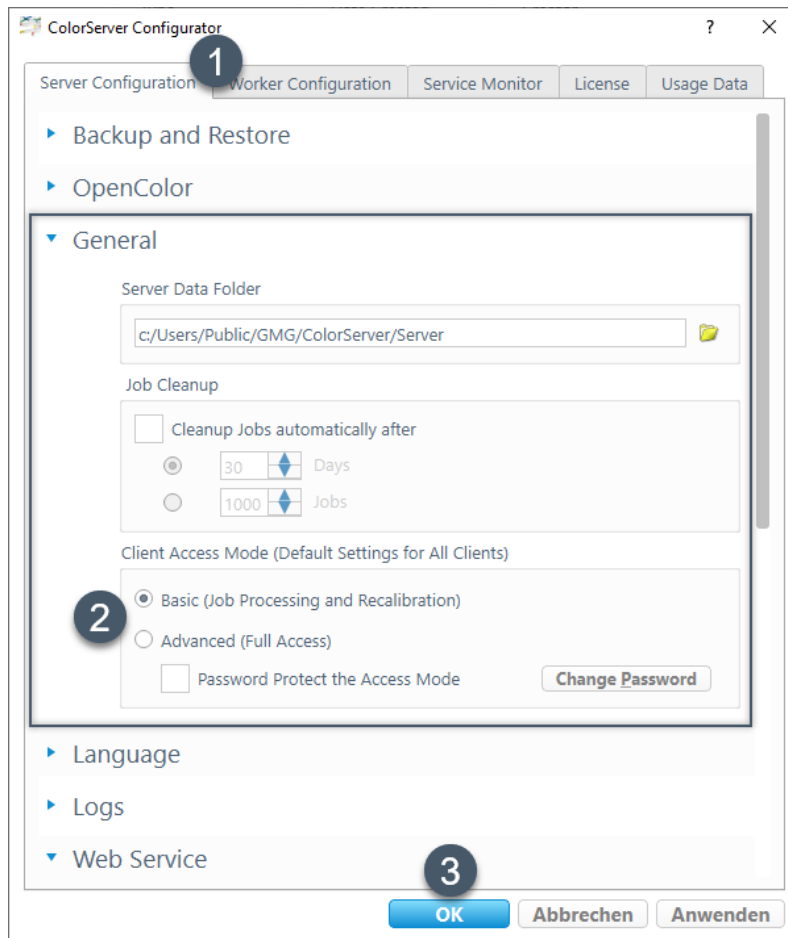 ColorServer Configurator
?
1
Server Configuration
Worker Configuration
Service Monitor
License
Usage Data
Backup and Restore
OpenColor
General
Server Data Folder
c:/Users/Public/GMG/ColorServer/Server
Job Cleanup
Cleanup Jobs automatically after
30 Days
1000 Jobs
Client Access Mode (Default Settings for All Clients)
2
Basic (Job Processing and Recalibration)
Advanced (Full Access)
Password Protect the Access Mode
Change Password
Language
Logs
Web Service
3
OK
Abbrechen
Anwenden